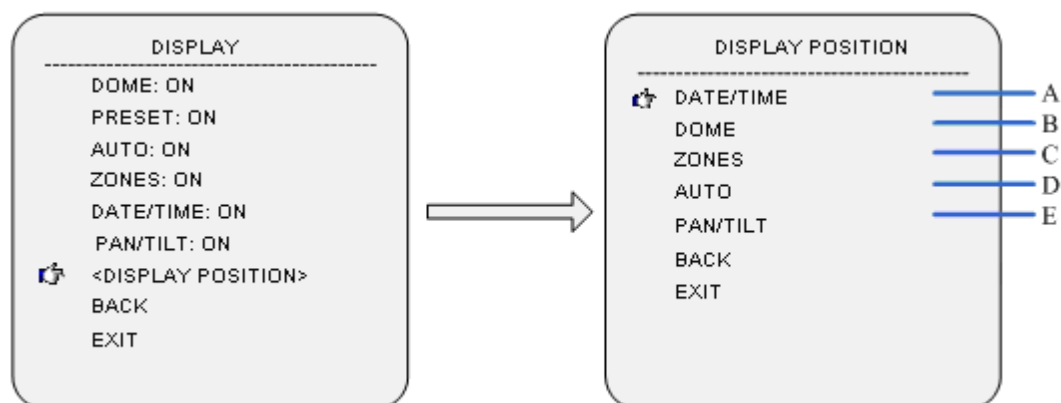 DISPLAY
DOME: ON
PRESET: ON
AUTO: ON
ZONES: ON
DATE/TIME: ON
PAN/TILT: ON
<DISPLAY POSITION>
BACK
EXIT
DISPLAY POSITION
DATE/TIME A
DOME B
ZONES C
AUTO D
PAN/TILT E
BACK
EXIT